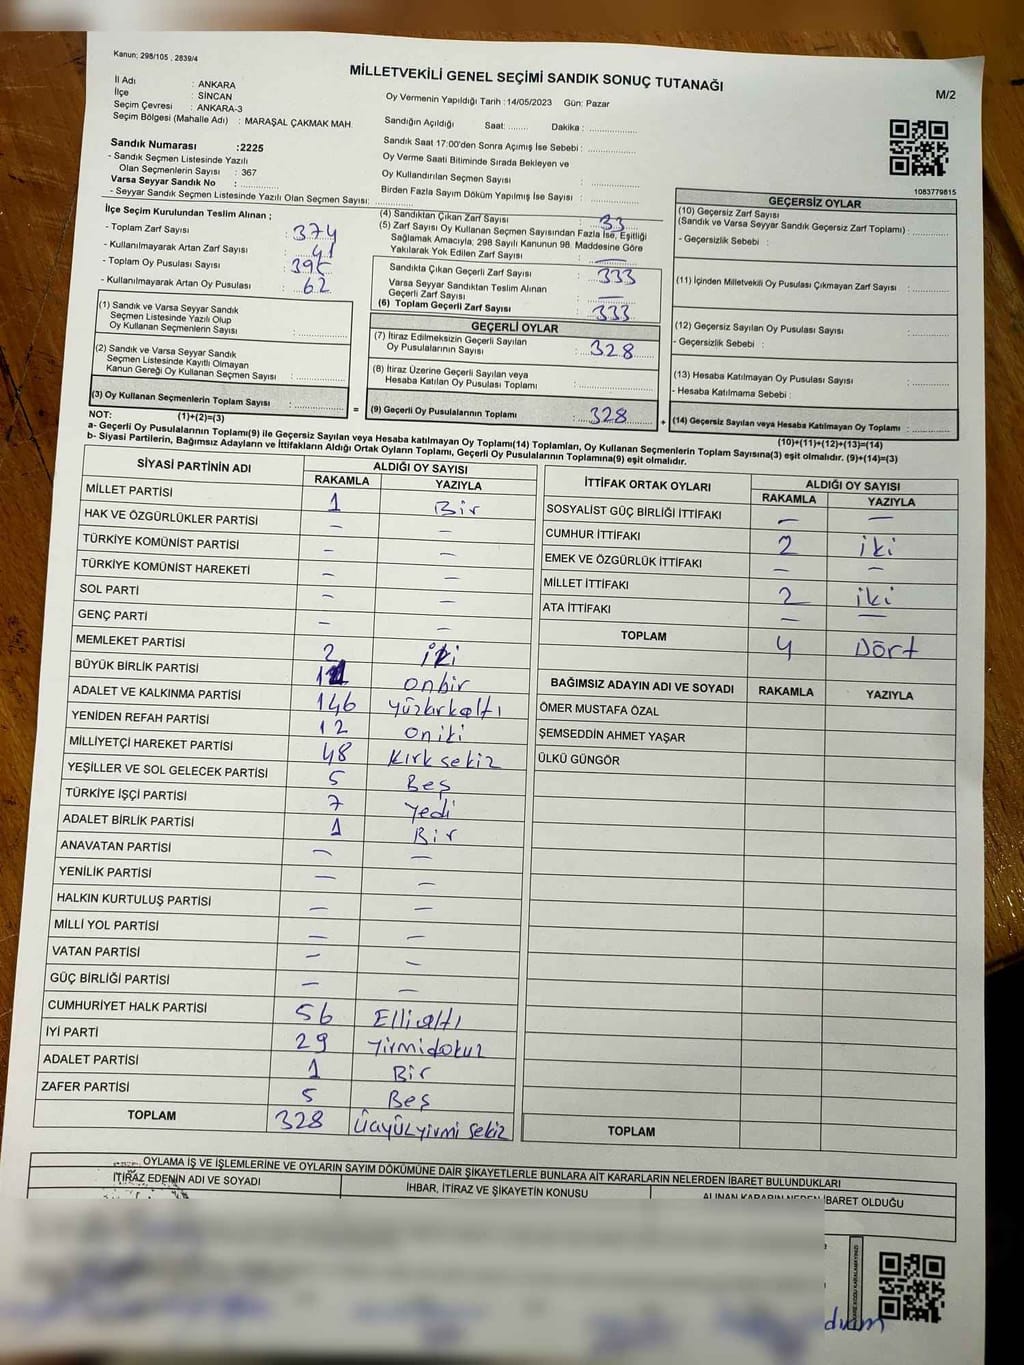 Kanun; 298/105 , 2839/4
MİLLETVEKİLİ GENEL SEÇİMİ SANDIK SONUÇ TUTANAĞI
M/2
İl Adı : ANKARA
İlçe : SİNCAN
Seçim Çevresi : ANKARA-3
Seçim Bölgesi (Mahalle Adı) : MARAŞAL ÇAKMAK MAH.
Oy Vermenin Yapıldığı Tarih :14/05/2023 Gün: Pazar
Sandığın Açıldığı Saat: ........ Dakika : ....................
Sandık Saat 17:00'den Sonra Açımış İse Sebebi : ....................
Oy Verme Saati Bitiminde Sırada Bekleyen ve
Oy Kullandırılan Seçmen Sayısı : ....................
Birden Fazla Sayım Döküm Yapılmış İse Sayısı : ....................
1083779815
Sandık Numarası :2225
- Sandık Seçmen Listesinde Yazılı
Olan Seçmenlerin Sayısı : 367
Varsa Seyyar Sandık No : ..............
- Seyyar Sandık Seçmen Listesinde Yazılı Olan Seçmen Sayısı: ..............
İlçe Seçim Kurulundan Teslim Alınan ;
- Toplam Zarf Sayısı : 374
- Kullanılmayarak Artan Zarf Sayısı : 41
- Toplam Oy Pusulası Sayısı : 395
- Kullanılmayarak Artan Oy Pusulası : 62
(1) Sandık ve Varsa Seyyar Sandık
Seçmen Listesinde Yazılı Olup
Oy Kullanan Seçmenlerin Sayısı : ..............
(2) Sandık ve Varsa Seyyar Sandık
Seçmen Listesinde Kayıtlı Olmayan
Kanun Gereği Oy Kullanan Seçmen Sayısı : ..............
(3) Oy Kullanan Seçmenlerin Toplam Sayısı : ..............
(4) Sandıktan Çıkan Zarf Sayısı : 33
(5) Zarf Sayısı Oy Kullanan Seçmen Sayısından Fazla İse, Eşitliği
Sağlamak Amacıyla; 298 Sayılı Kanunun 98. Maddesine Göre
Yakılarak Yok Edilen Zarf Sayısı : —
Sandıkta Çıkan Geçerli Zarf Sayısı : 333
Varsa Seyyar Sandıktan Teslim Alınan
Geçerli Zarf Sayısı : —
(6) Toplam Geçerli Zarf Sayısı : 333
GEÇERLİ OYLAR
(7) İtiraz Edilmeksizin Geçerli Sayılan
Oy Pusulalarının Sayısı : 328
(8) İtiraz Üzerine Geçerli Sayılan veya
Hesaba Katılan Oy Pusulası Toplamı : ..............
= (9) Geçerli Oy Pusulalarının Toplamı : 328 +
GEÇERSİZ OYLAR
(10) Geçersiz Zarf Sayısı
(Sandık ve Varsa Seyyar Sandık Geçersiz Zarf Toplamı) : ..............
- Geçersizlik Sebebi :
(11) İçinden Milletvekili Oy Pusulası Çıkmayan Zarf Sayısı : ..............
(12) Geçersiz Sayılan Oy Pusulası Sayısı : ..............
- Geçersizlik Sebebi :
(13) Hesaba Katılmayan Oy Pusulası Sayısı : ..............
- Hesaba Katılmama Sebebi :
(14) Geçersiz Sayılan veya Hesaba Katılmayan Oy Toplamı : ..............
NOT: (1)+(2)=(3)
(10)+(11)+(12)+(13)=(14)
a- Geçerli Oy Pusulalarının Toplamı(9) ile Geçersiz Sayılan veya Hesaba katılmayan Oy Toplamı(14) Toplamları, Oy Kullanan Seçmenlerin Toplam Sayısına(3) eşit olmalıdır. (9)+(14)=(3)
b- Siyasi Partilerin, Bağımsız Adayların ve İttifakların Aldığı Ortak Oyların Toplamı, Geçerli Oy Pusulalarının Toplamına(9) eşit olmalıdır.
SİYASİ PARTİNİN ADI ALDIĞI OY SAYISI
RAKAMLA YAZIYLA
MİLLET PARTİSİ 1 Bir
HAK VE ÖZGÜRLÜKLER PARTİSİ — —
TÜRKİYE KOMÜNİST PARTİSİ — —
TÜRKİYE KOMÜNİST HAREKETİ — —
SOL PARTİ — —
GENÇ PARTİ — —
MEMLEKET PARTİSİ 2 iki
BÜYÜK BİRLİK PARTİSİ 11 onbir
ADALET VE KALKINMA PARTİSİ 146 Yüzkırkaltı
YENİDEN REFAH PARTİSİ 12 oniki
MİLLİYETÇİ HAREKET PARTİSİ 48 Kırk sekiz
YEŞİLLER VE SOL GELECEK PARTİSİ 5 Beş
TÜRKİYE İŞÇİ PARTİSİ 7 Yedi
ADALET BİRLİK PARTİSİ 1 Bir
ANAVATAN PARTİSİ — —
YENİLİK PARTİSİ — —
HALKIN KURTULUŞ PARTİSİ — —
MİLLİ YOL PARTİSİ — —
VATAN PARTİSİ — —
GÜÇ BİRLİĞİ PARTİSİ — —
CUMHURİYET HALK PARTİSİ 56 Elli altı
İYİ PARTİ 29 Yirmidokuz
ADALET PARTİSİ 1 Bir
ZAFER PARTİSİ 5 Beş
TOPLAM 328 Üçyüzyirmi sekiz
İTTİFAK ORTAK OYLARI ALDIĞI OY SAYISI
RAKAMLA YAZIYLA
SOSYALİST GÜÇ BİRLİĞİ İTTİFAKI — —
CUMHUR İTTİFAKI 2 iki
EMEK VE ÖZGÜRLÜK İTTİFAKI — —
MİLLET İTTİFAKI 2 iki
ATA İTTİFAKI — —
TOPLAM 4 Dört
BAĞIMSIZ ADAYIN ADI VE SOYADI RAKAMLA YAZIYLA
ÖMER MUSTAFA ÖZAL
ŞEMSEDDİN AHMET YAŞAR
ÜLKÜ GÜNGÖR
TOPLAM
OYLAMA İŞ VE İŞLEMLERİNE VE OYLARIN SAYIM DÖKÜMÜNE DAİR ŞİKAYETLERLE BUNLARA AİT KARARLARIN NELERDEN İBARET BULUNDUKLARI
İTİRAZ EDENİN ADI VE SOYADI İHBAR, İTİRAZ VE ŞİKAYETİN KONUSU ALINAN KARARIN NEDEN İBARET OLDUĞU